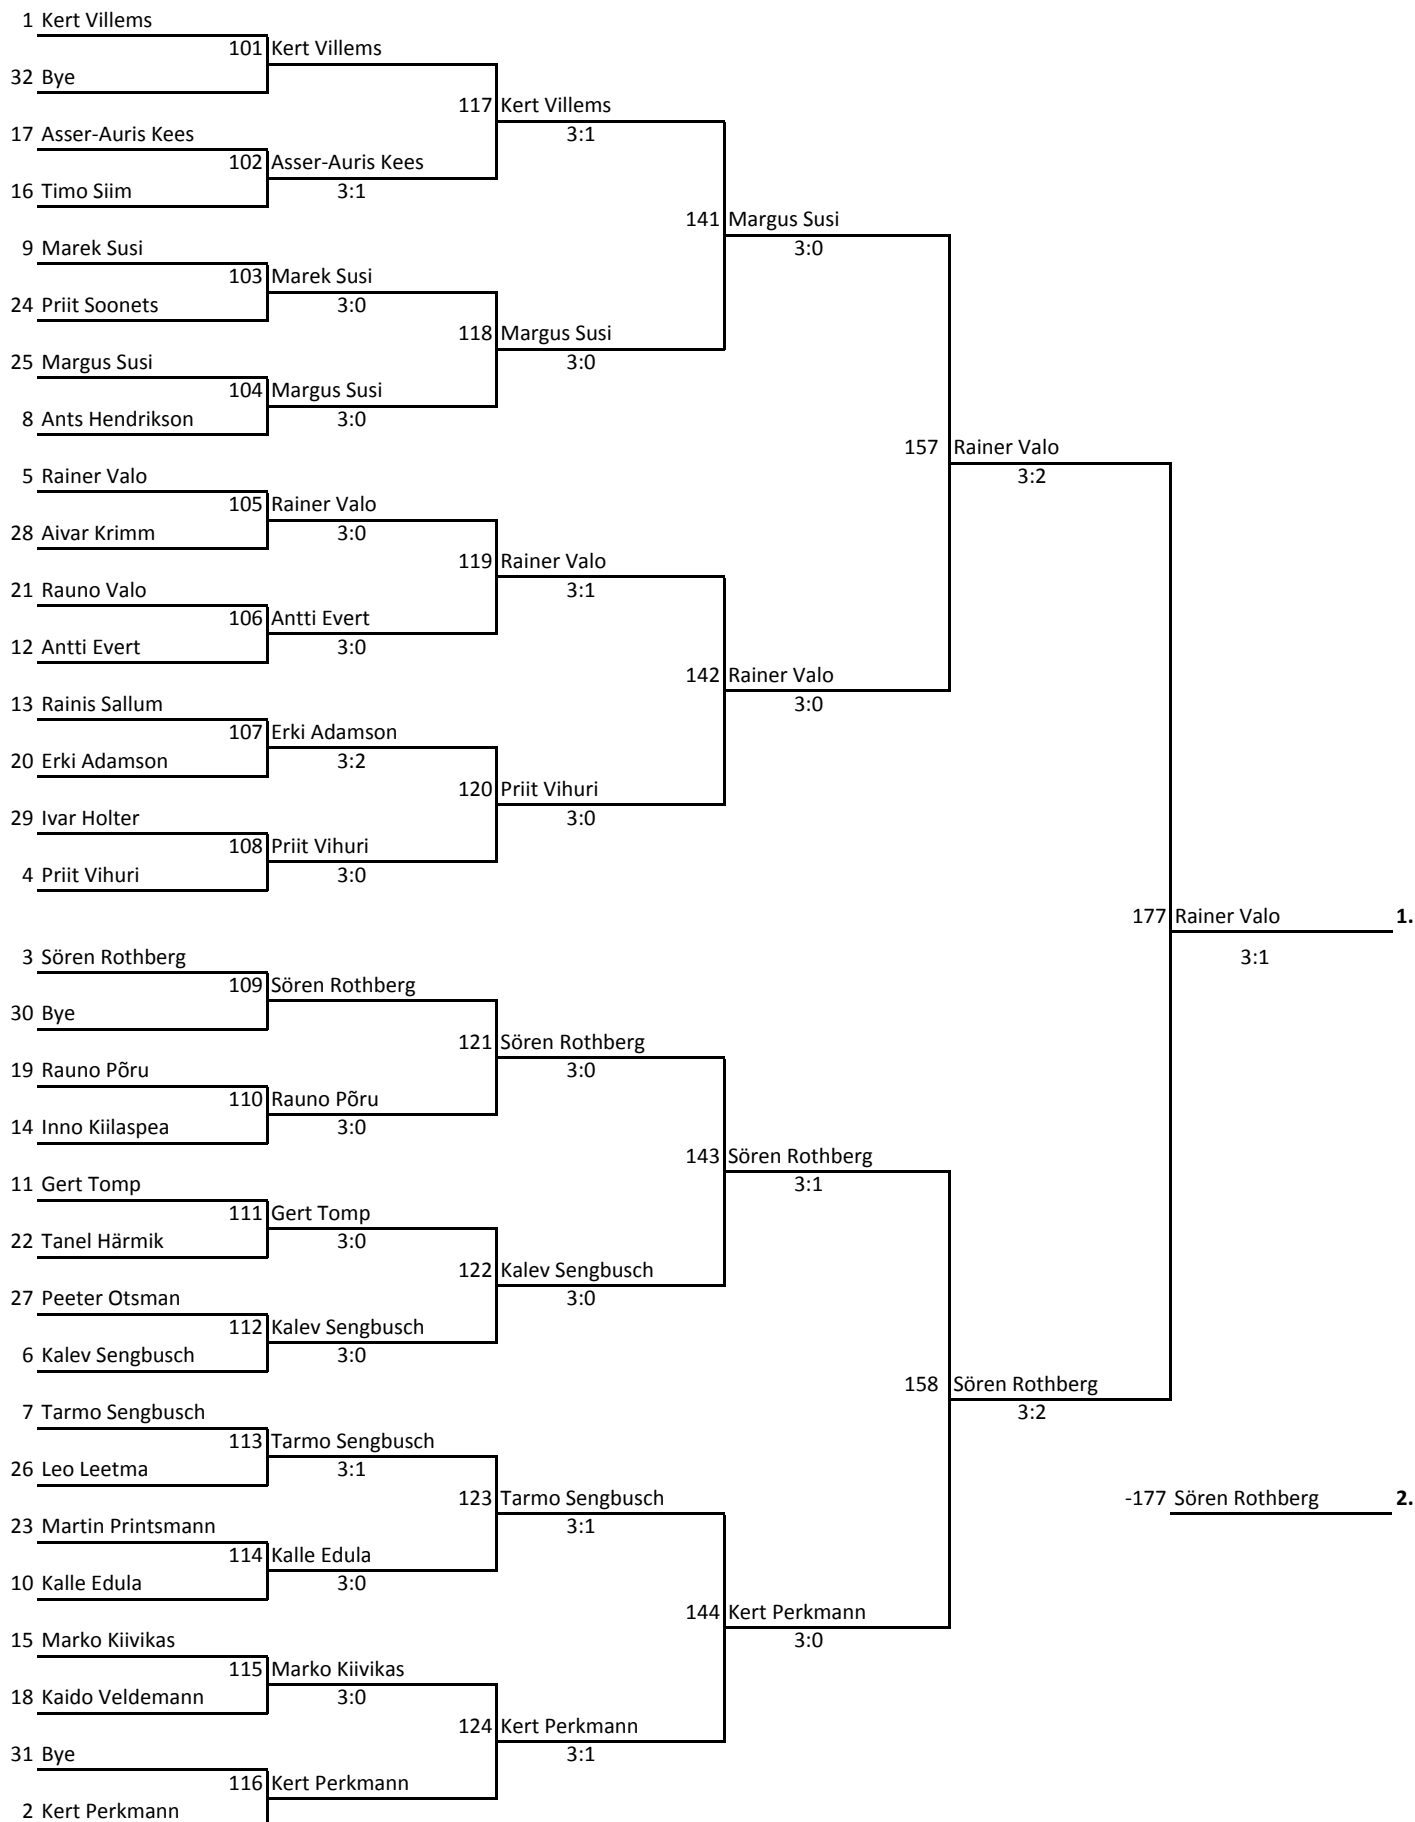 1 Kert Villems
101 Kert Villems
32 Bye
117 Kert Villems
3:1
17 Asser-Auris Kees
102 Asser-Auris Kees
3:1
16 Timo Siim
141 Margus Susi
3:0
9 Marek Susi
103 Marek Susi
3:0
24 Priit Soonets
118 Margus Susi
3:0
25 Margus Susi
104 Margus Susi
3:0
8 Ants Hendrikson
157 Rainer Valo
3:2
5 Rainer Valo
105 Rainer Valo
3:0
28 Aivar Krimm
119 Rainer Valo
3:1
21 Rauno Valo
106 Antti Evert
3:0
12 Antti Evert
142 Rainer Valo
3:0
13 Rainis Sallum
107 Erki Adamson
3:2
20 Erki Adamson
120 Priit Vihuri
3:0
29 Ivar Holter
108 Priit Vihuri
3:0
4 Priit Vihuri
177 Rainer Valo 1.
3:1
3 Sören Rothberg
109 Sören Rothberg
30 Bye
121 Sören Rothberg
3:0
19 Rauno Põru
110 Rauno Põru
3:0
14 Inno Kiilaspea
143 Sören Rothberg
3:1
11 Gert Tomp
111 Gert Tomp
3:0
22 Tanel Härmik
122 Kalev Sengbusch
3:0
27 Peeter Otsman
112 Kalev Sengbusch
3:0
6 Kalev Sengbusch
158 Sören Rothberg
3:2
7 Tarmo Sengbusch
113 Tarmo Sengbusch
3:1
26 Leo Leetma
123 Tarmo Sengbusch
3:1
-177 Sören Rothberg 2.
23 Martin Printsmann
114 Kalle Edula
3:0
10 Kalle Edula
144 Kert Perkmann
3:0
15 Marko Kiivikas
115 Marko Kiivikas
3:0
18 Kaido Veldemann
124 Kert Perkmann
3:1
31 Bye
116 Kert Perkmann
2 Kert Perkmann